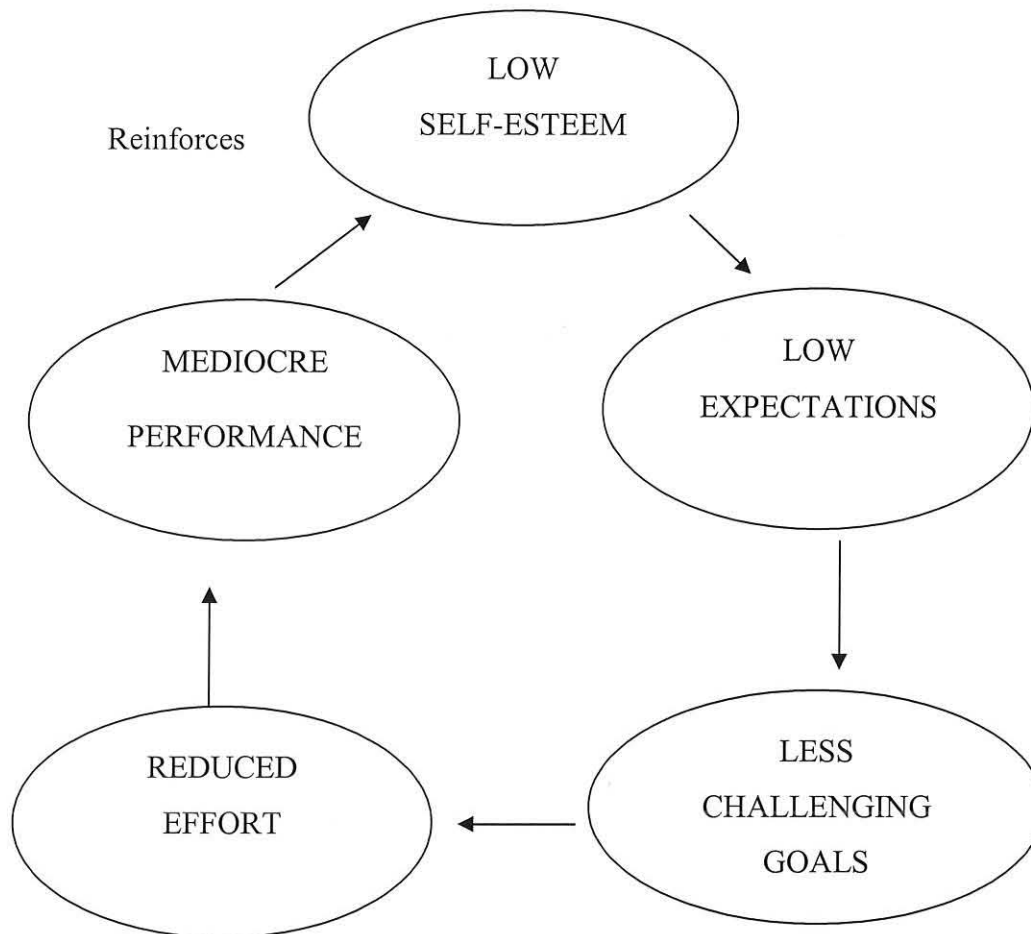 LOW
SELF-ESTEEM
Reinforces
MEDIOCRE
PERFORMANCE
LOW
EXPECTATIONS
REDUCED
EFFORT
LESS
CHALLENGING
GOALS